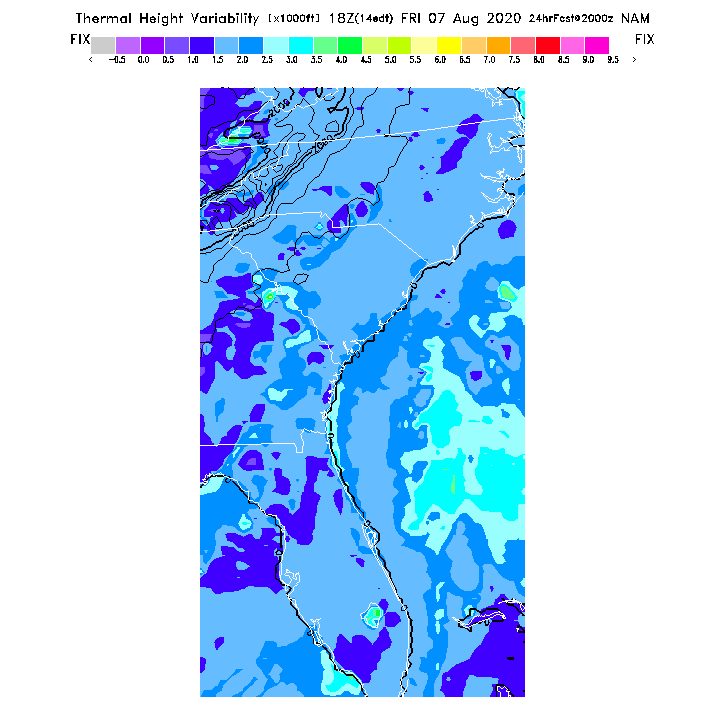 Thermal Height Variability [x1000ft] 18Z(14edt) FRI 07 Aug 2020 24hrFcst@2000z NAM
FIX FIX
< -0.5 0.0 0.5 1.0 1.5 2.0 2.5 3.0 3.5 4.0 4.5 5.0 5.5 6.0 6.5 7.0 7.5 8.0 8.5 9.0 9.5 >
2000
2000